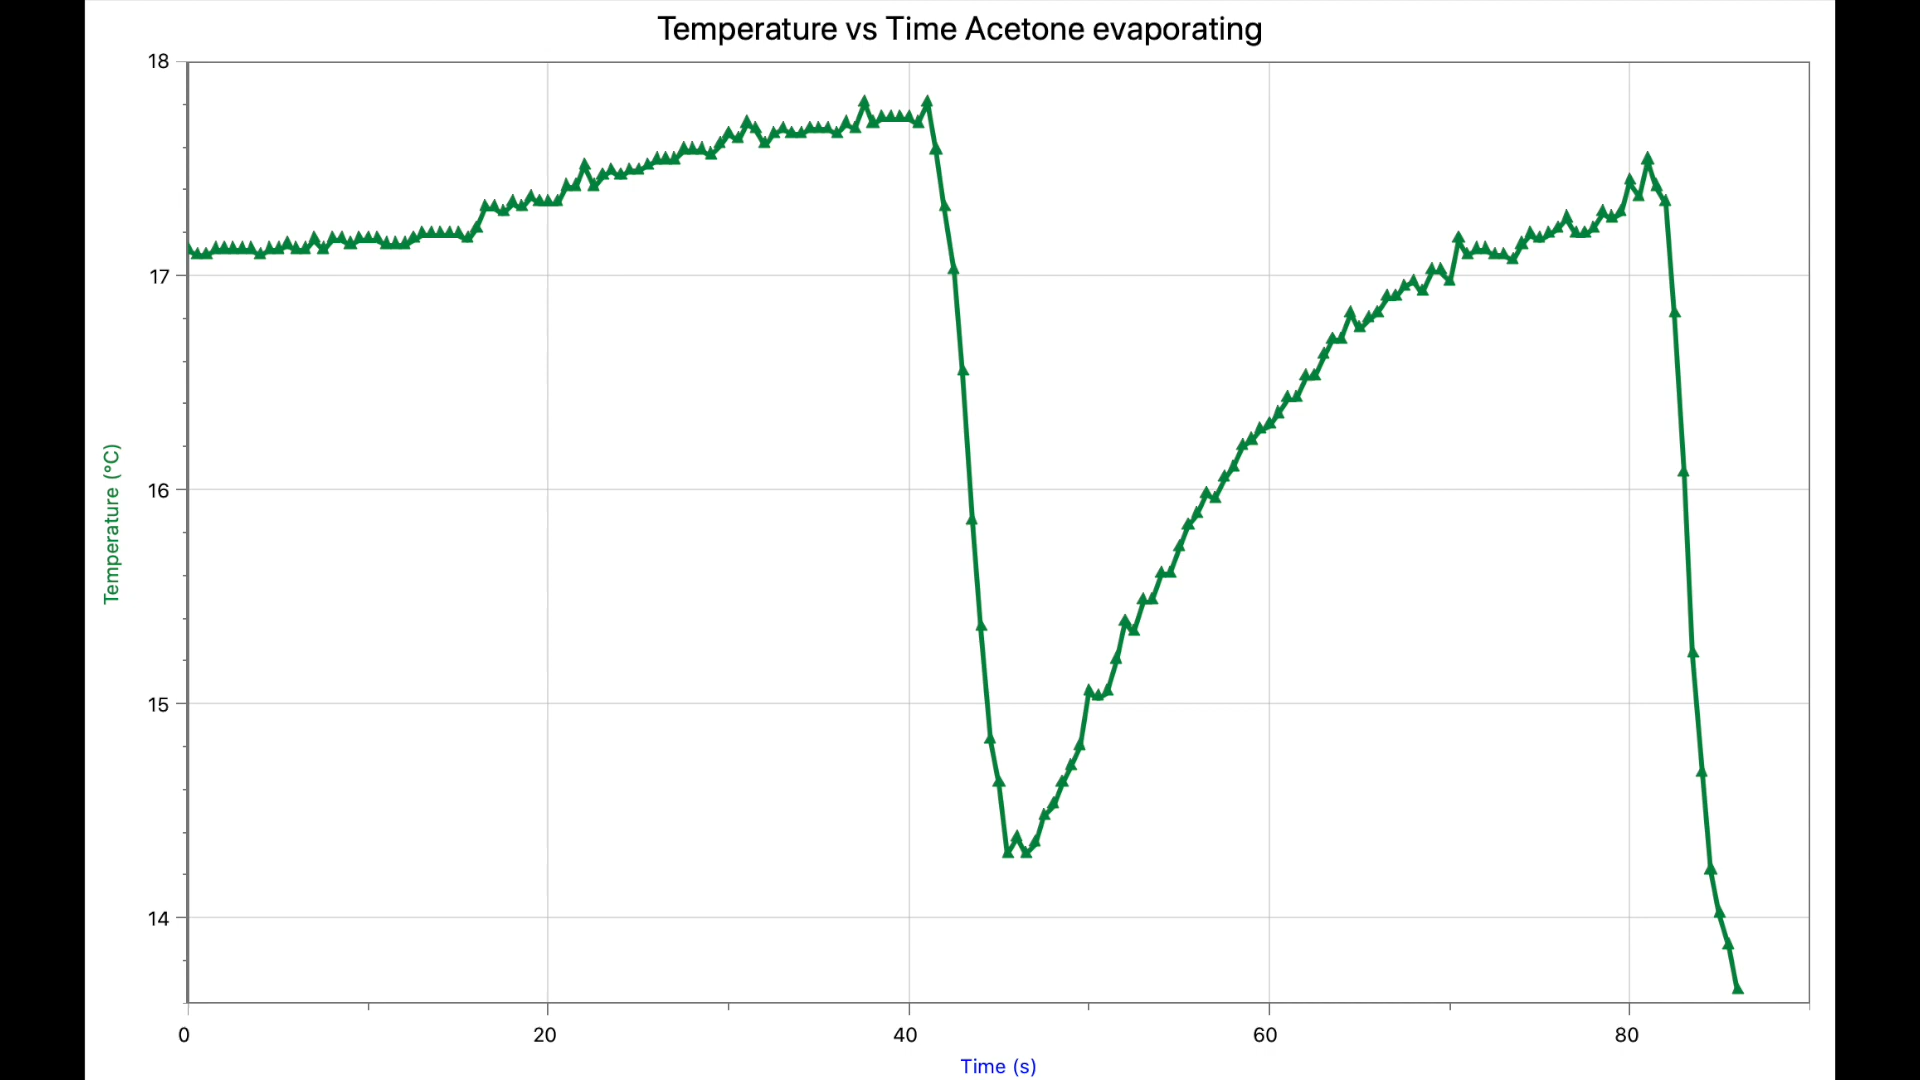 Temperature vs Time Acetone evaporating
18
17
16
15
14
Temperature (°C)
0 20 40 60 80
Time (s)